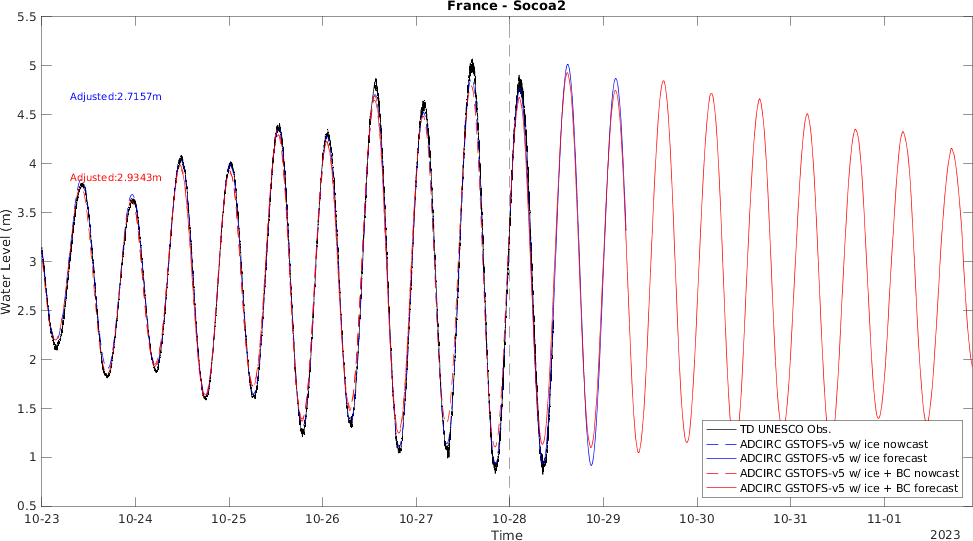 France - Socoa2
5.5
5
4.5
4
3.5
3
2.5
2
1.5
1
0.5
Water Level (m)
Adjusted:2.7157m
Adjusted:2.9343m
TD UNESCO Obs.
ADCIRC GSTOFS-v5 w/ ice nowcast
ADCIRC GSTOFS-v5 w/ ice forecast
ADCIRC GSTOFS-v5 w/ ice + BC nowcast
ADCIRC GSTOFS-v5 w/ ice + BC forecast
10-23 10-24 10-25 10-26 10-27 10-28 10-29 10-30 10-31 11-01
Time
2023